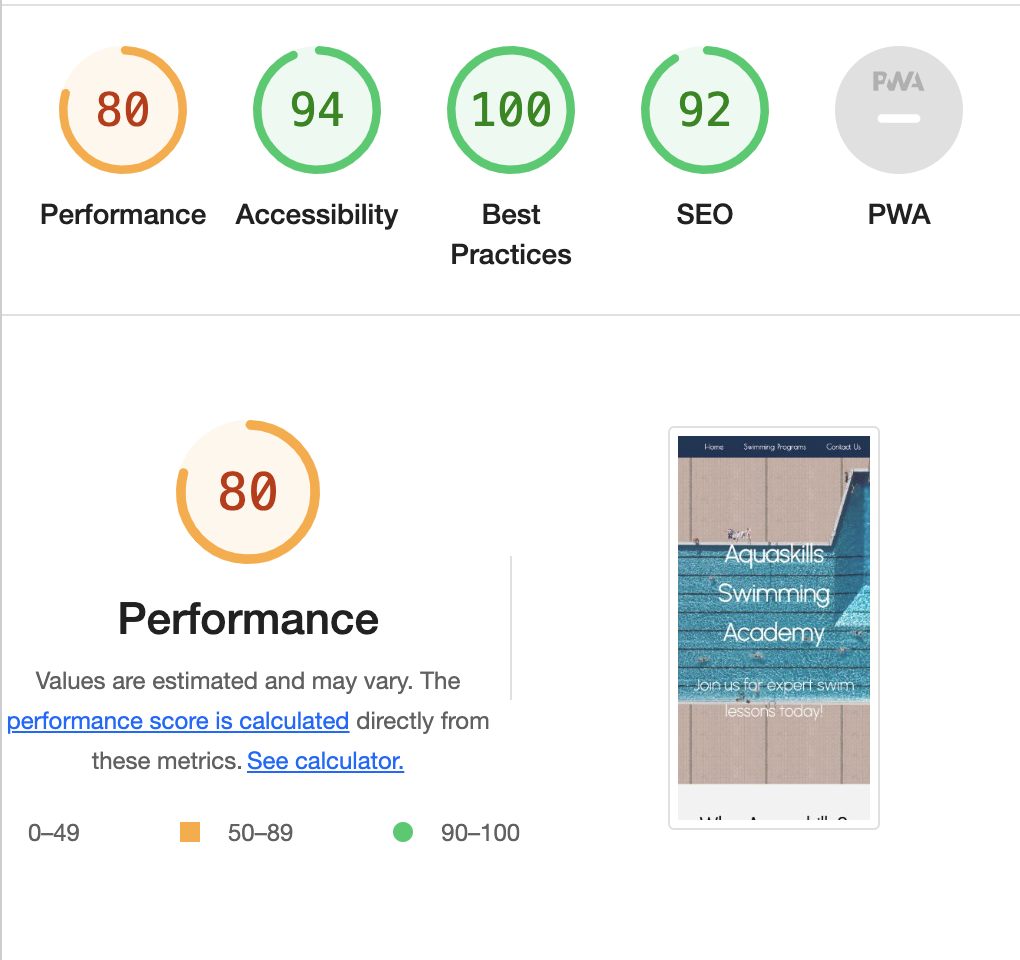 80
94
100
92
PWA
Performance
Accessibility
Best
Practices
SEO
PWA
80
Performance
Values are estimated and may vary. The
performance score is calculated directly from
these metrics. See calculator.
0–49
50–89
90–100
Home Swimming Programs Contact Us
Aquaskills
Swimming
Academy
Join us for expert swim
lessons today!